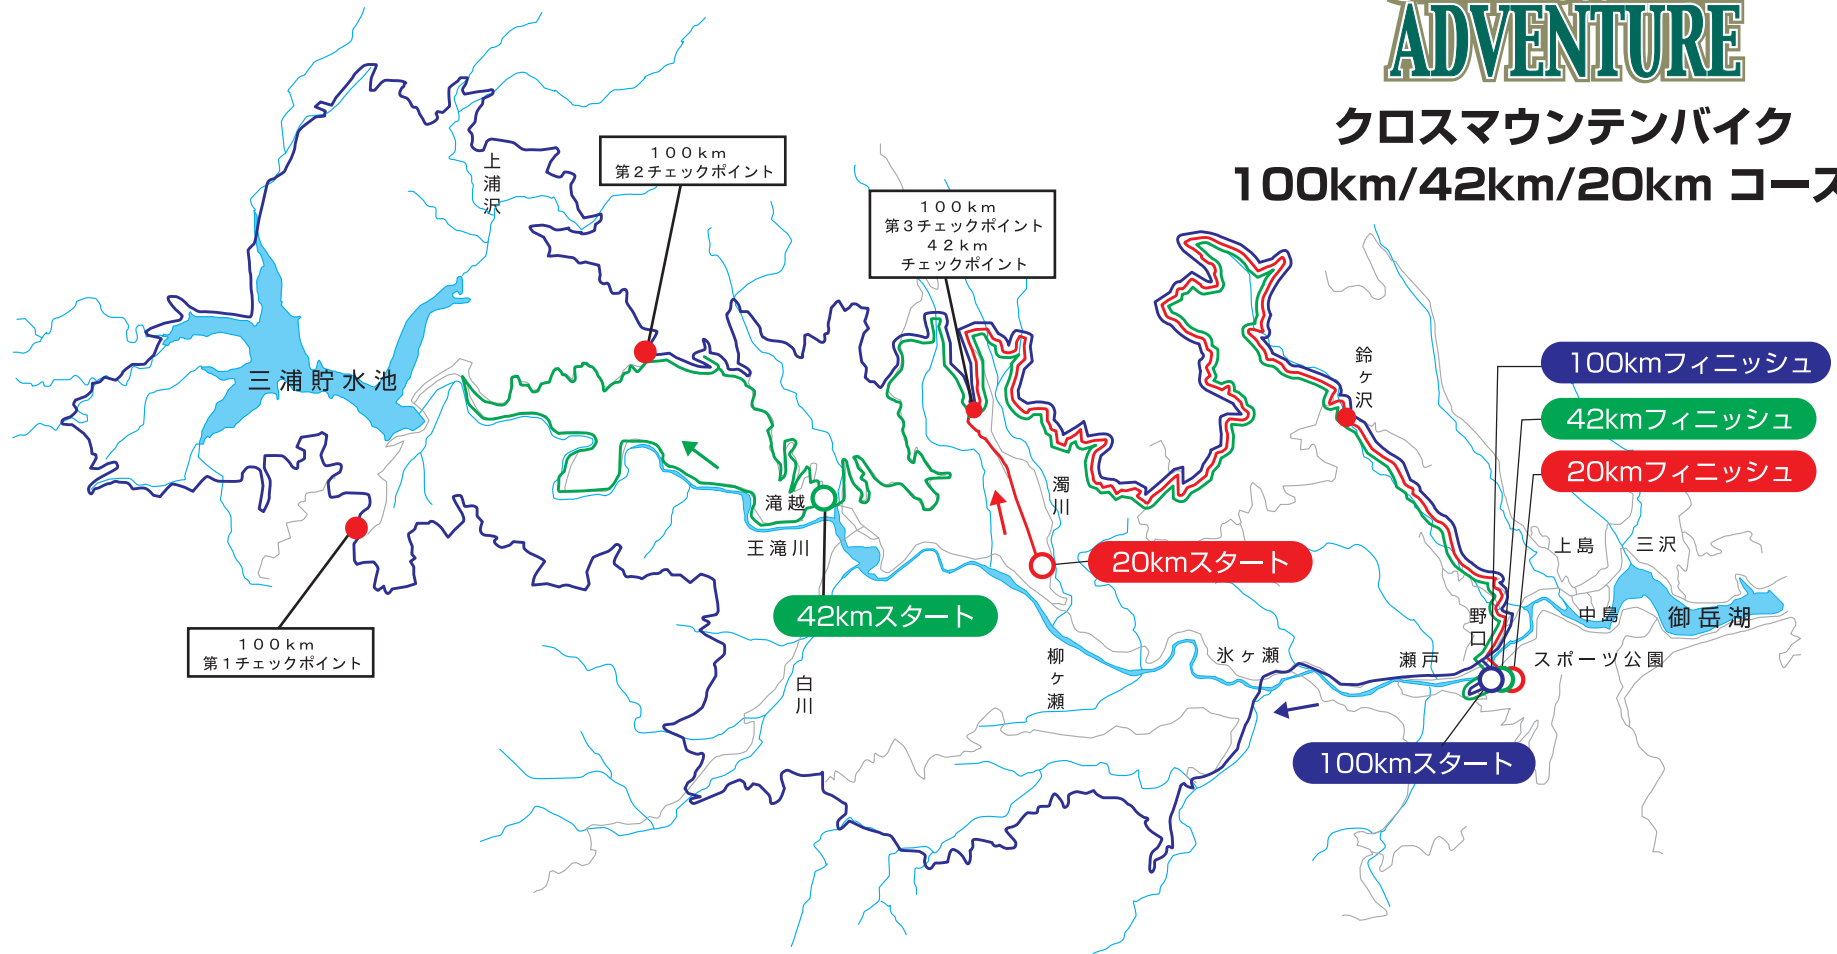 ADVENTURE
クロスマウンテンバイク
100km/42km/20km コース
上浦沢
100km
第2チェックポイント
100km
第3チェックポイント
42km
チェックポイント
三浦貯水池
鈴ヶ沢
100kmフィニッシュ
42kmフィニッシュ
20kmフィニッシュ
滝越
濁川
王滝川
20kmスタート
上島
三沢
42kmスタート
中島
御岳湖
野口
100km
第1チェックポイント
柳ヶ瀬
氷ヶ瀬
瀬戸
スポーツ公園
白川
100kmスタート